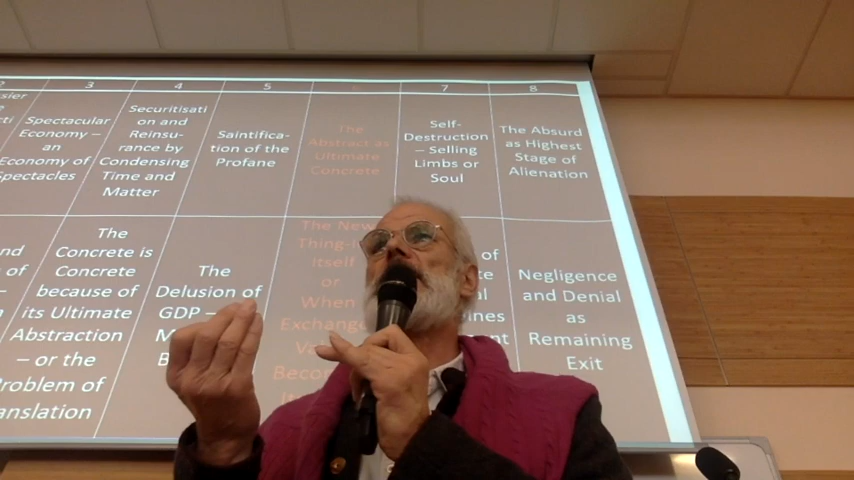 3 4 5 6 7 8
Spectacular
Economy –
an
Economy of
Spectacles
Securitisati
on and
Reinsu-
rance by
Condensing
Time and
Matter
Saintifica-
tion of the
Profane
The
Abstract as
Ultimate
Concrete
Self-
Destruction
– Selling
Limbs or
Soul
The Absurd
as Highest
Stage of
Alienation
of
–
The
Concrete is
Concrete
because of
its Ultimate
Abstraction
– or the
Problem of
The
Delusion of
GDP –
The New
Itself
or
When
Exchange
of
Negligence
and Denial
as
Remaining
Exit